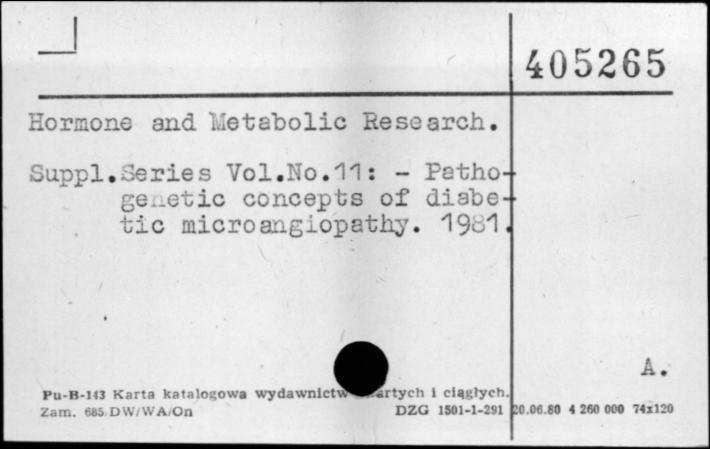 405265
Hormone and Metabolic Research.
Suppl.Series Vol.No.11: - Patho-
genetic concepts of diabe-
tic microangiopathy. 1981.
A.
Pu-B-143 Karta katalogowa wydawnictw artych i ciągłych.
Zam. 685 DW/WA/On DZG 1501-1-291 20.06.80 4 260 000 74x120